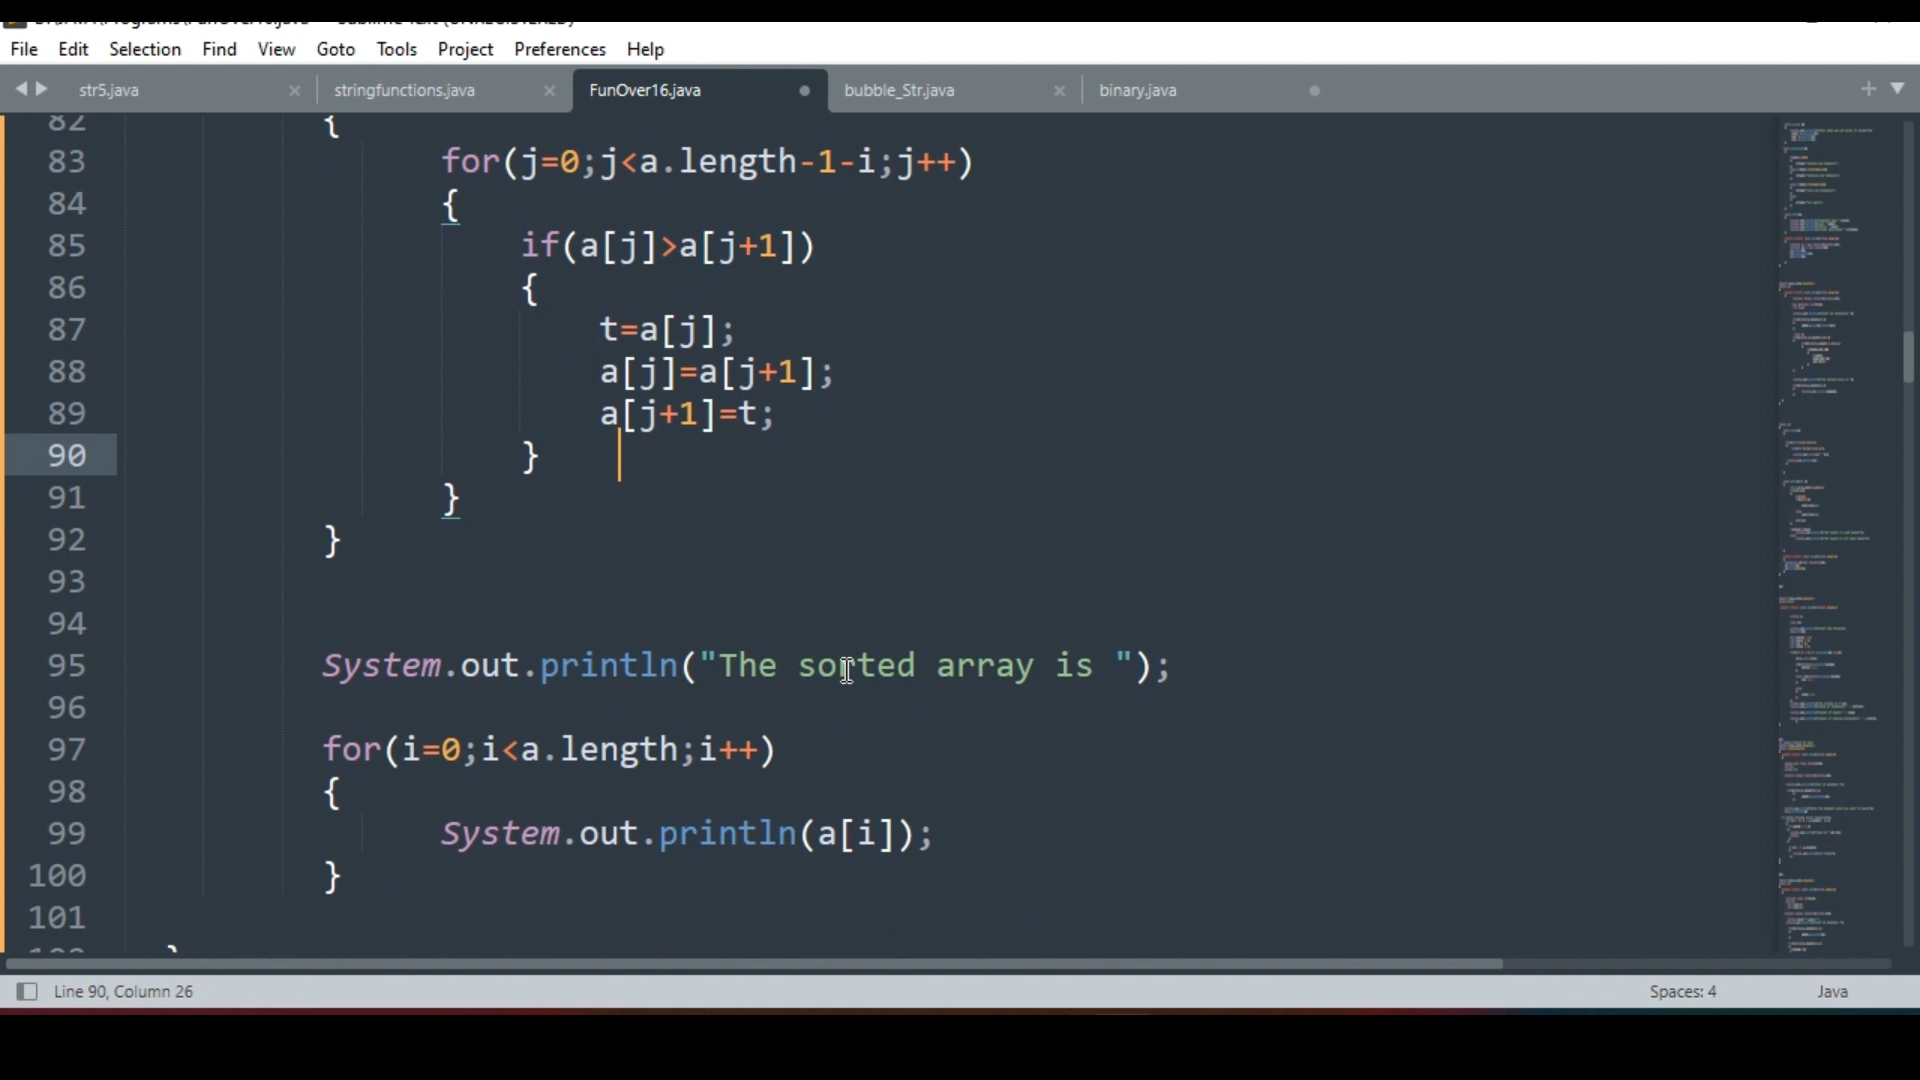 File Edit Selection Find View Goto Tools Project Preferences Help
str5.java stringfunctions.java FunOver16.java bubble_Str.java binary.java
82 {
83 for(j=0;j<a.length-1-i;j++)
84 {
85 if(a[j]>a[j+1])
86 {
87 t=a[j];
88 a[j]=a[j+1];
89 a[j+1]=t;
90 }
91 }
92 }
93
94
95 System.out.println("The sorted array is ");
96
97 for(i=0;i<a.length;i++)
98 {
99 System.out.println(a[i]);
100 }
101
Line 90, Column 26 Spaces: 4 Java